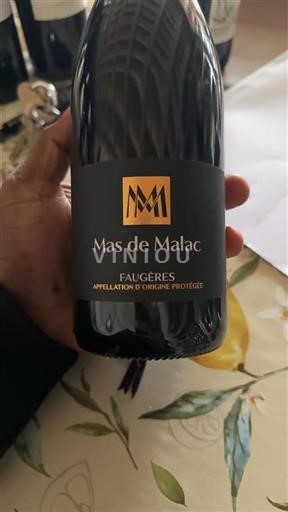 MM
Mas de Malac
VINIOU
FAUGÈRES
APPELLATION D'ORIGINE PROTÉGÉE